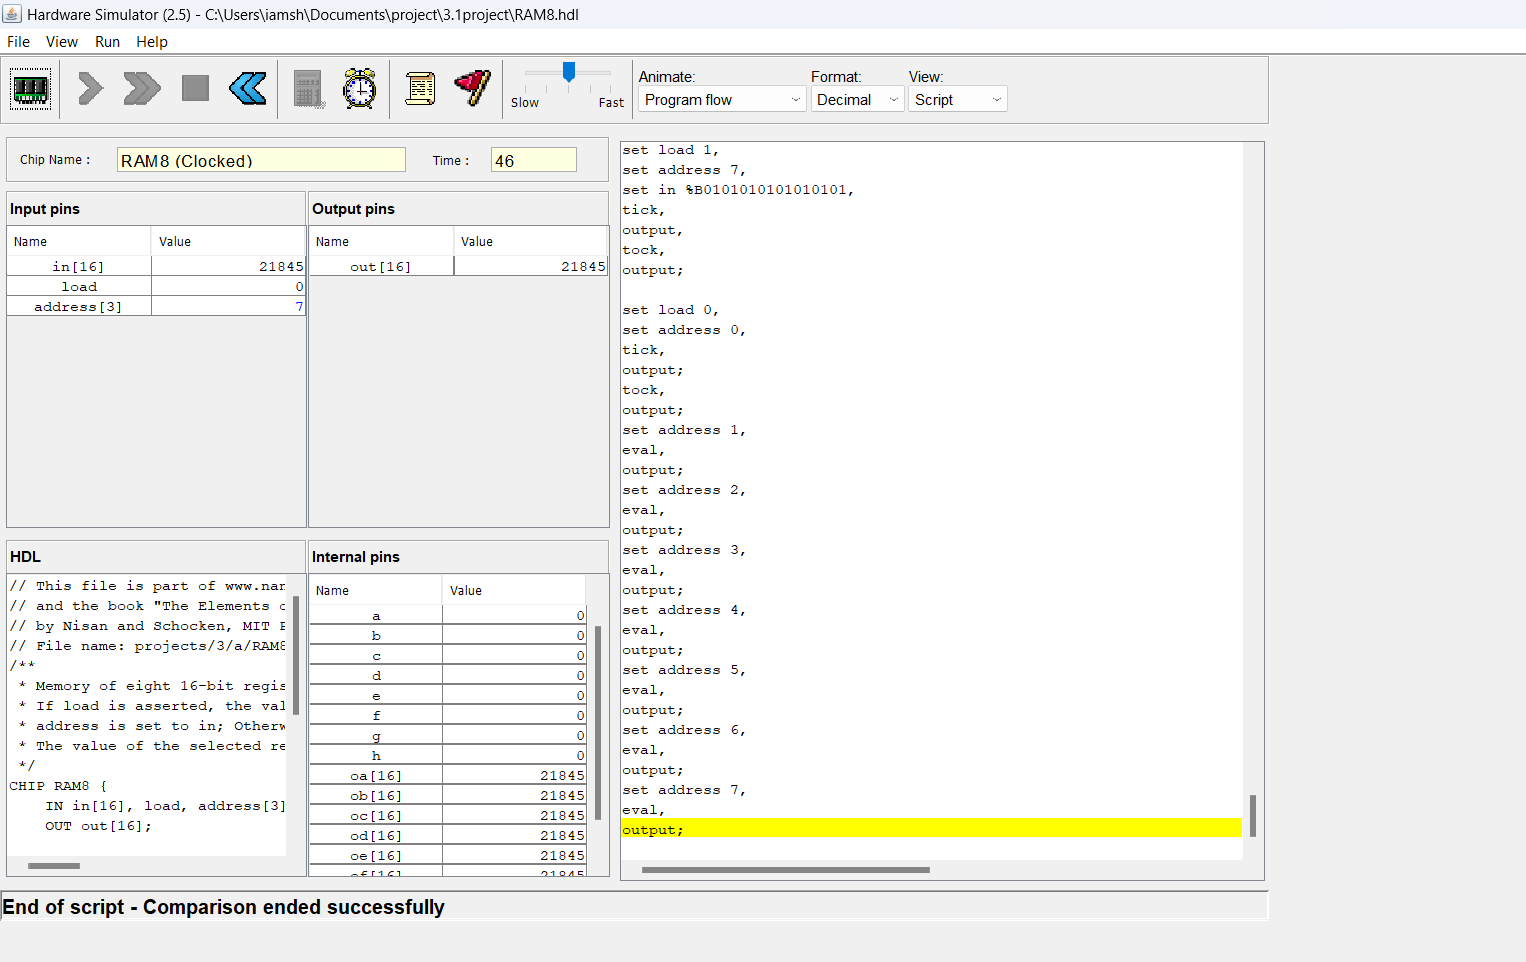 Hardware Simulator (2.5) - C:\Users\iamsh\Documents\project\3.1project\RAM8.hdl
File View Run Help
Slow Fast
Animate: Format: View:
Program flow Decimal Script
Chip Name : RAM8 (Clocked) Time : 46
Input pins
Name Value
in[16] 21845
load 0
address[3] 7
Output pins
Name Value
out[16] 21845
HDL
// This file is part of www.nan
// and the book "The Elements o
// by Nisan and Schocken, MIT P
// File name: projects/3/a/RAM8
/**
* Memory of eight 16-bit regis
* If load is asserted, the val
* address is set to in; Otherw
* The value of the selected re
*/
CHIP RAM8 {
IN in[16], load, address[3]
OUT out[16];
Internal pins
Name Value
a 0
b 0
c 0
d 0
e 0
f 0
g 0
h 0
oa[16] 21845
ob[16] 21845
oc[16] 21845
od[16] 21845
oe[16] 21845
of[16] 21845
set load 1,
set address 7,
set in %B0101010101010101,
tick,
output,
tock,
output;
set load 0,
set address 0,
tick,
output;
tock,
output;
set address 1,
eval,
output;
set address 2,
eval,
output;
set address 3,
eval,
output;
set address 4,
eval,
output;
set address 5,
eval,
output;
set address 6,
eval,
output;
set address 7,
eval,
output;
End of script - Comparison ended successfully